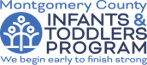 Montgomery County
INFANTS &
TODDLERS
PROGRAM
We begin early to finish strong